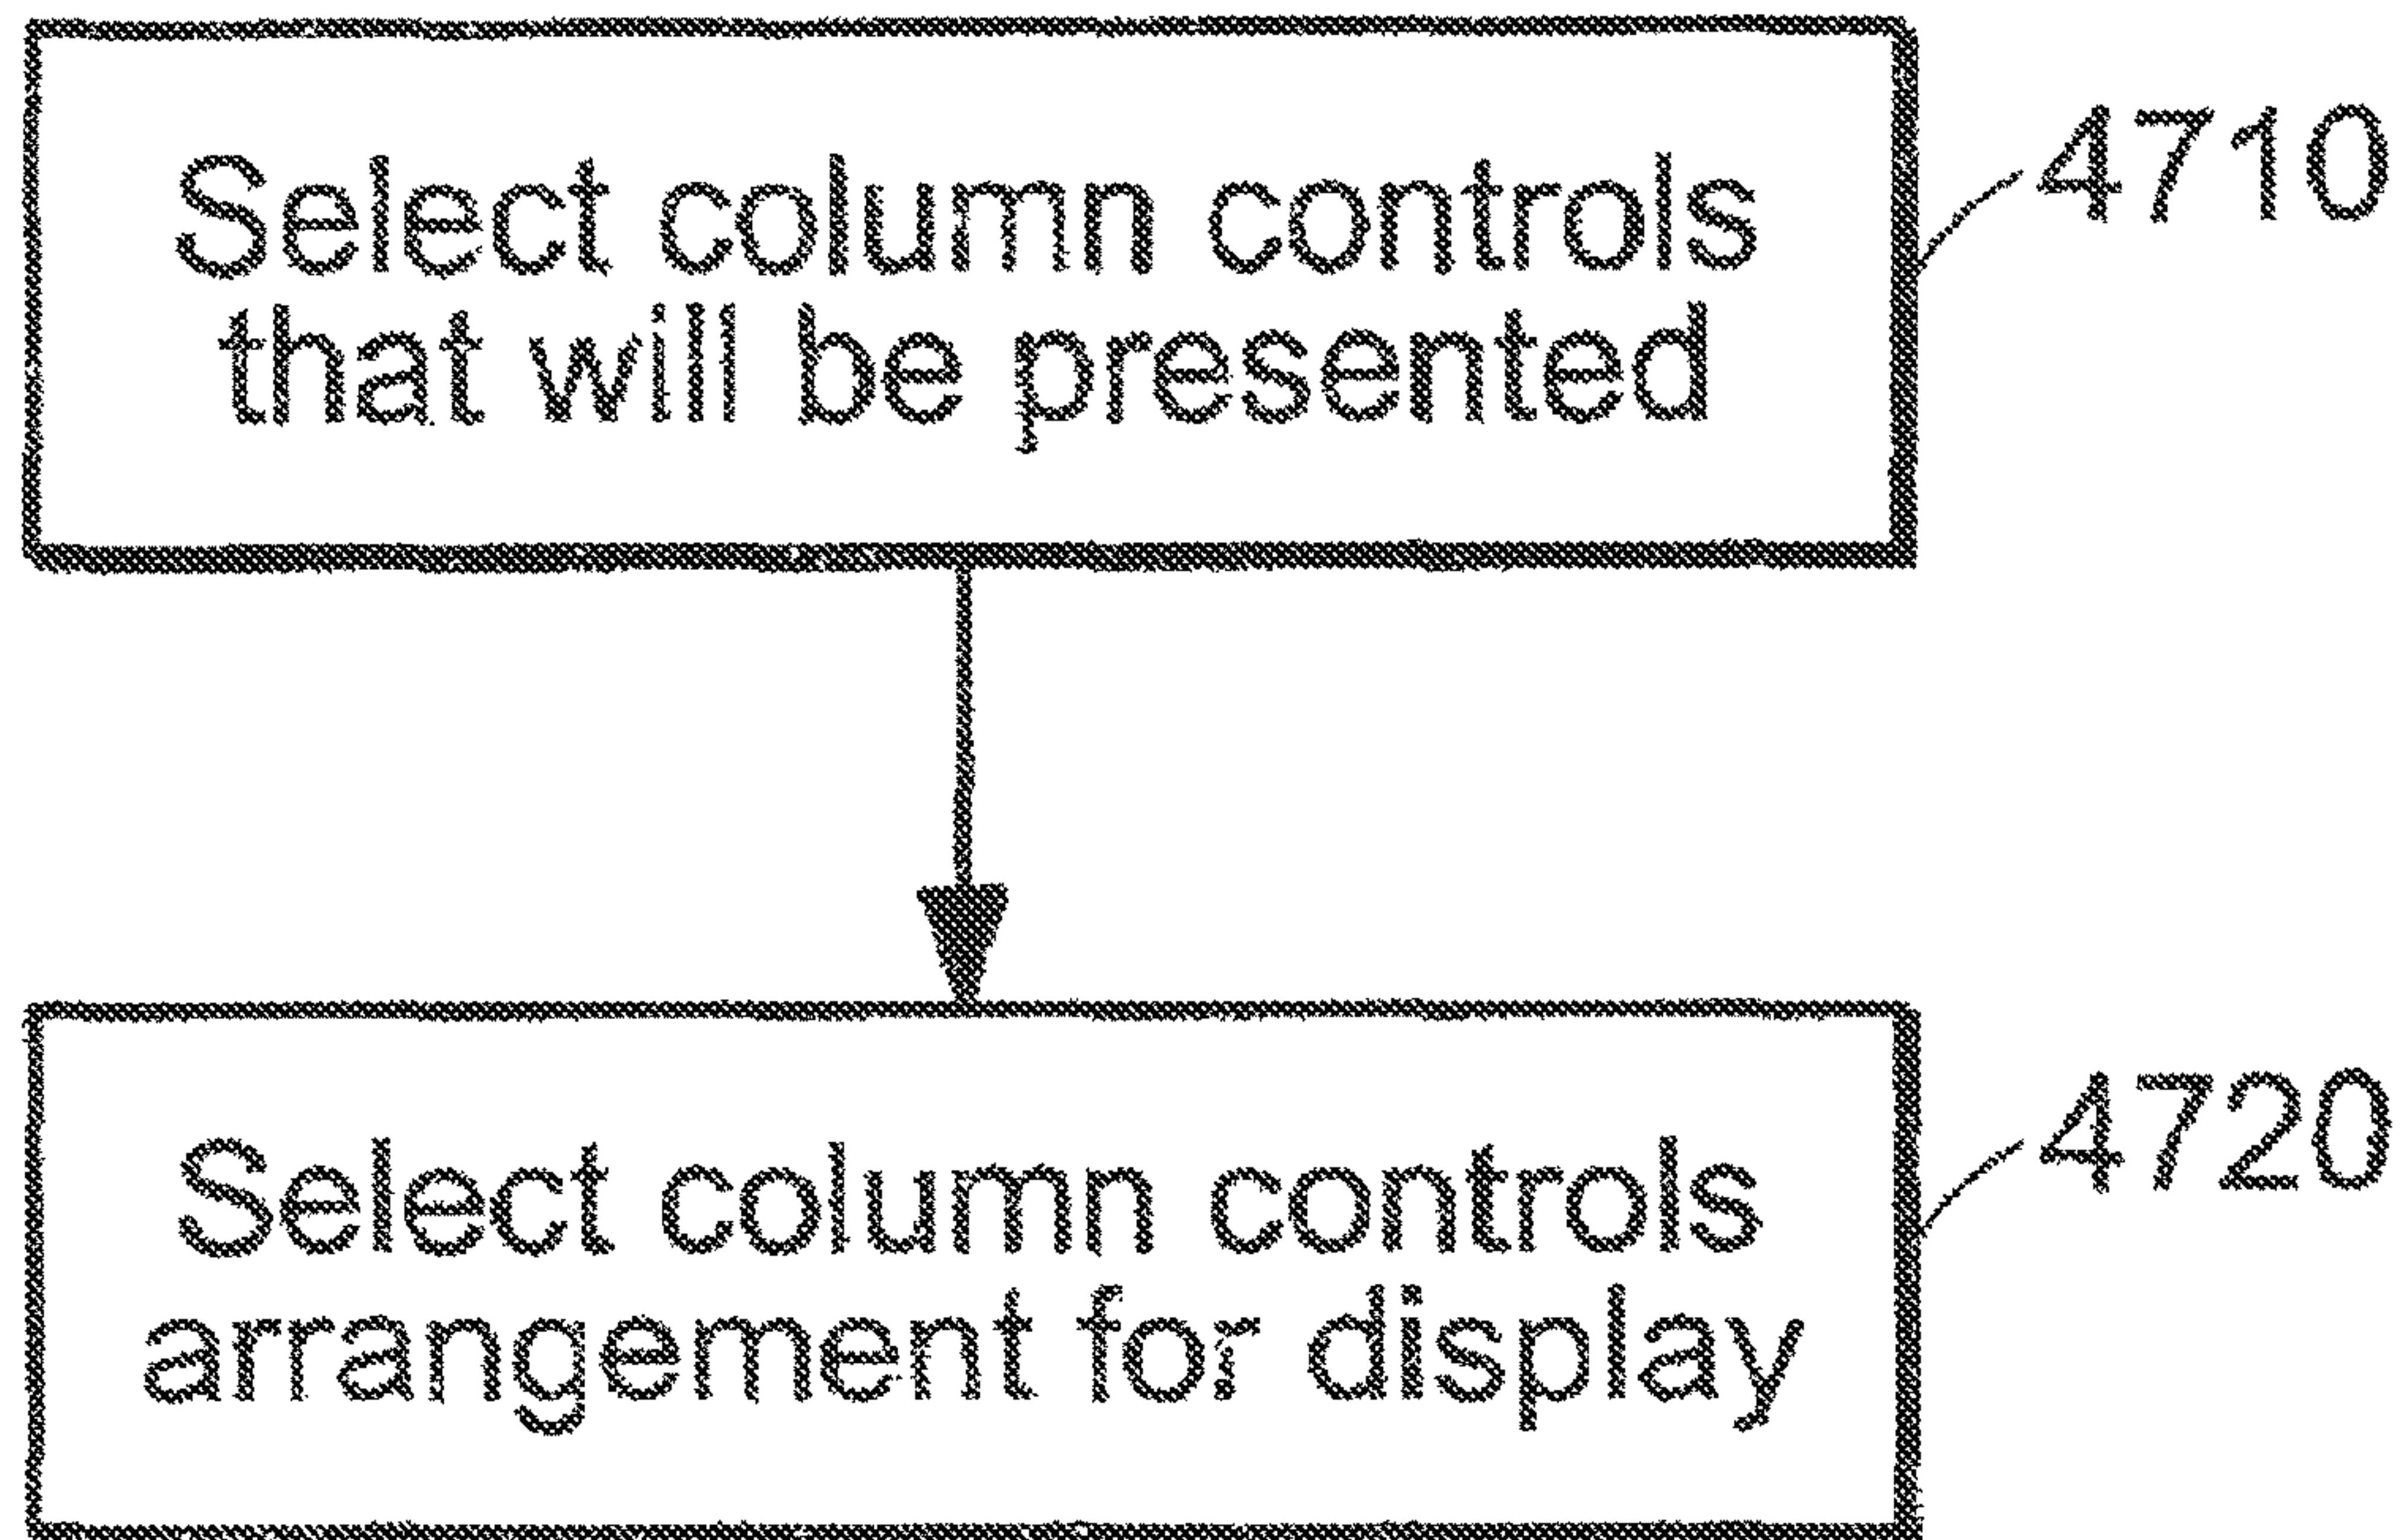 Select column controls
that will be presented
4710
Select column controls
arrangement for display
4720